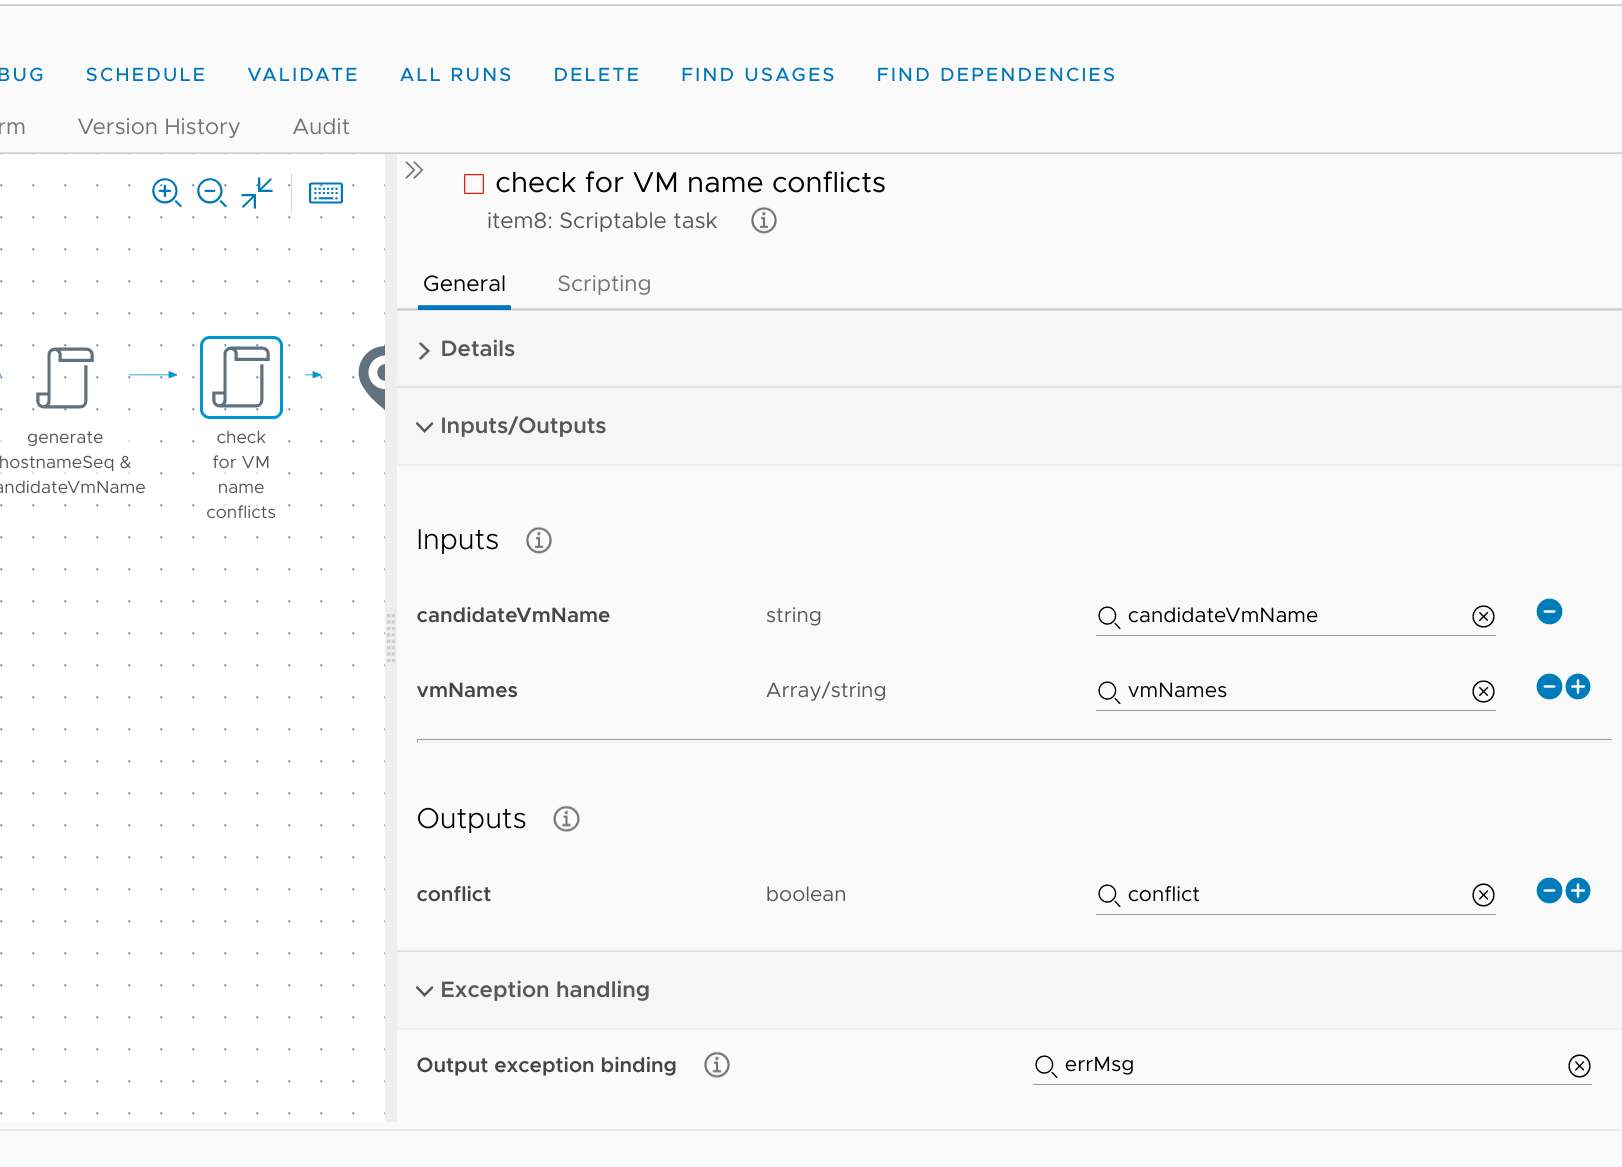 BUG SCHEDULE VALIDATE ALL RUNS DELETE FIND USAGES FIND DEPENDENCIES
rm Version History Audit
check for VM name conflicts
item8: Scriptable task
General Scripting
generate
hostnameSeq &
andidateVmName
check
for VM
name
conflicts
Details
Inputs/Outputs
Inputs
candidateVmName string candidateVmName
vmNames Array/string vmNames
Outputs
conflict boolean conflict
Exception handling
Output exception binding errMsg